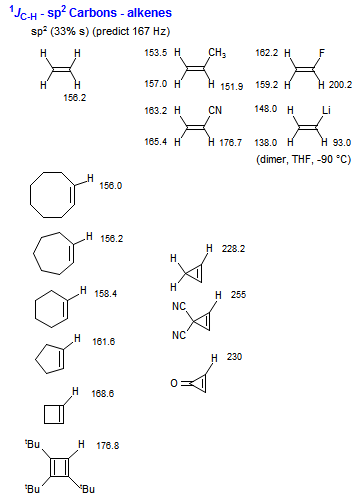 ¹J_C-H - sp² Carbons - alkenes
sp² (33% s) (predict 167 Hz)
H H
H H
156.2
153.5 H CH₃
157.0 H H 151.9
162.2 H F
159.2 H H 200.2
163.2 H CN
165.4 H H 176.7
148.0 H Li
138.0 H H 93.0
(dimer, THF, -90 °C)
H 156.0
H 156.2
H 158.4
H 161.6
H 168.6
ᵗBu H 176.8
ᵗBu ᵗBu
H 228.2
H
H
H 255
NC
NC
H 230
O